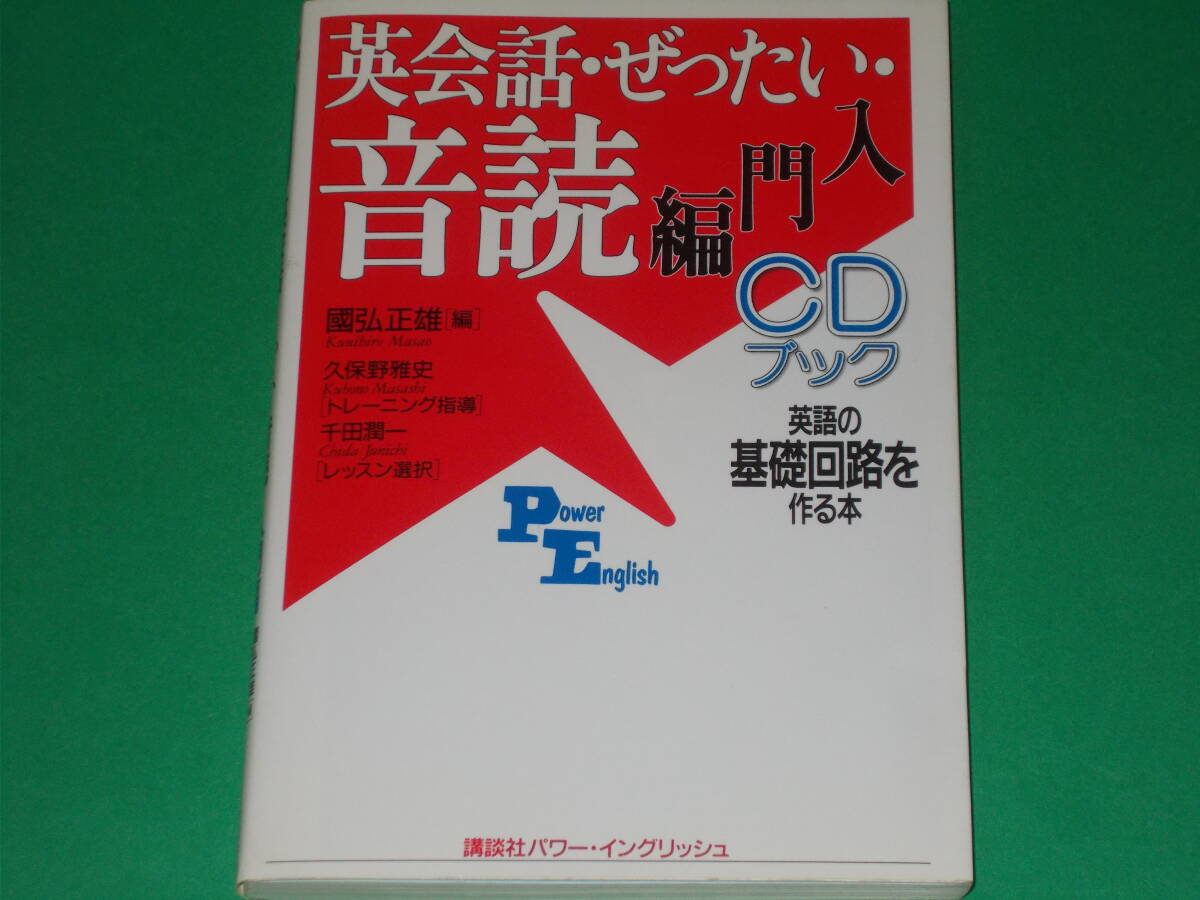 英会話・ぜったい・
音読
入門編
CDブック
國弘正雄[編]
Kunihiro Masao
久保野雅史
Kubono Masashi
[トレーニング指導]
千田潤一
Chida Junichi
[レッスン選択]
英語の
基礎回路を
作る本
Power
English
講談社パワー・イングリッシュ